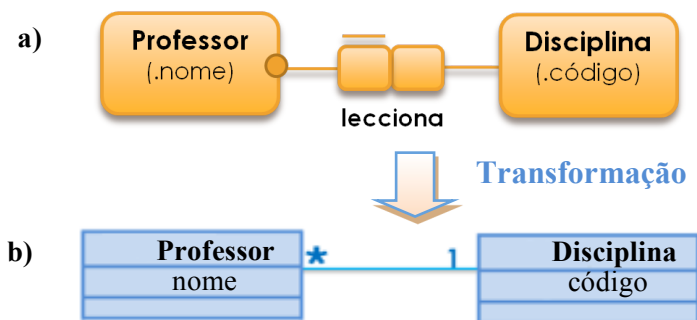 a)
Professor
(.nome)
Disciplina
(.código)
lecciona
Transformação
b)
Professor
*
1
Disciplina
nome
código